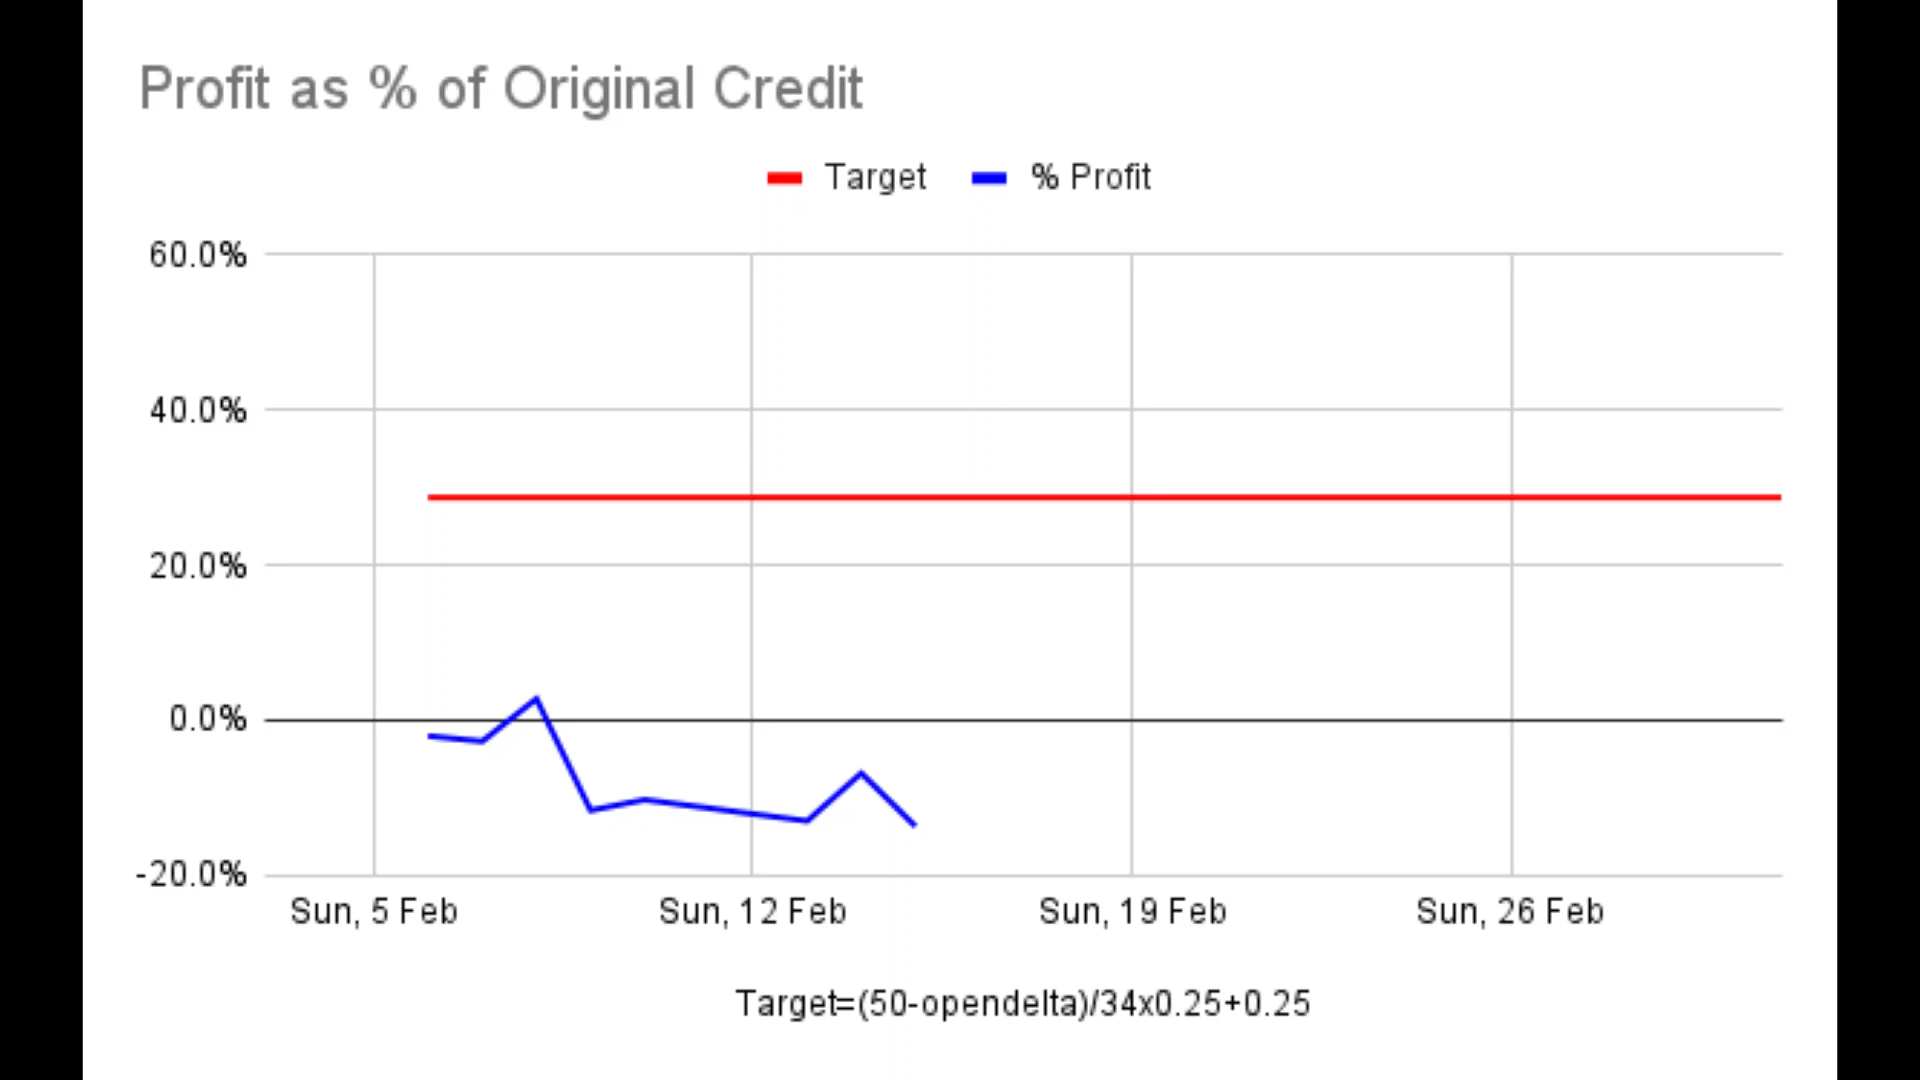 Profit as % of Original Credit
Target % Profit
60.0%
40.0%
20.0%
0.0%
-20.0%
Sun, 5 Feb Sun, 12 Feb Sun, 19 Feb Sun, 26 Feb
Target=(50-opendelta)/34x0.25+0.25